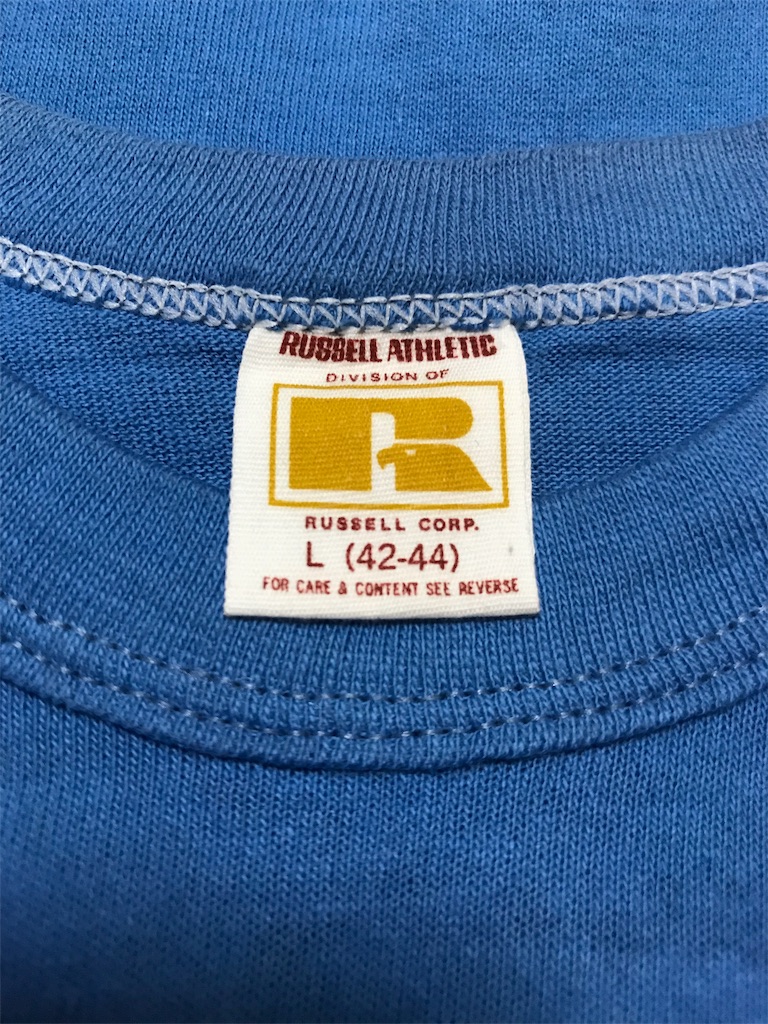 RUSSELL ATHLETIC
DIVISION OF
R
RUSSELL CORP.
L (42-44)
FOR CARE & CONTENT SEE REVERSE